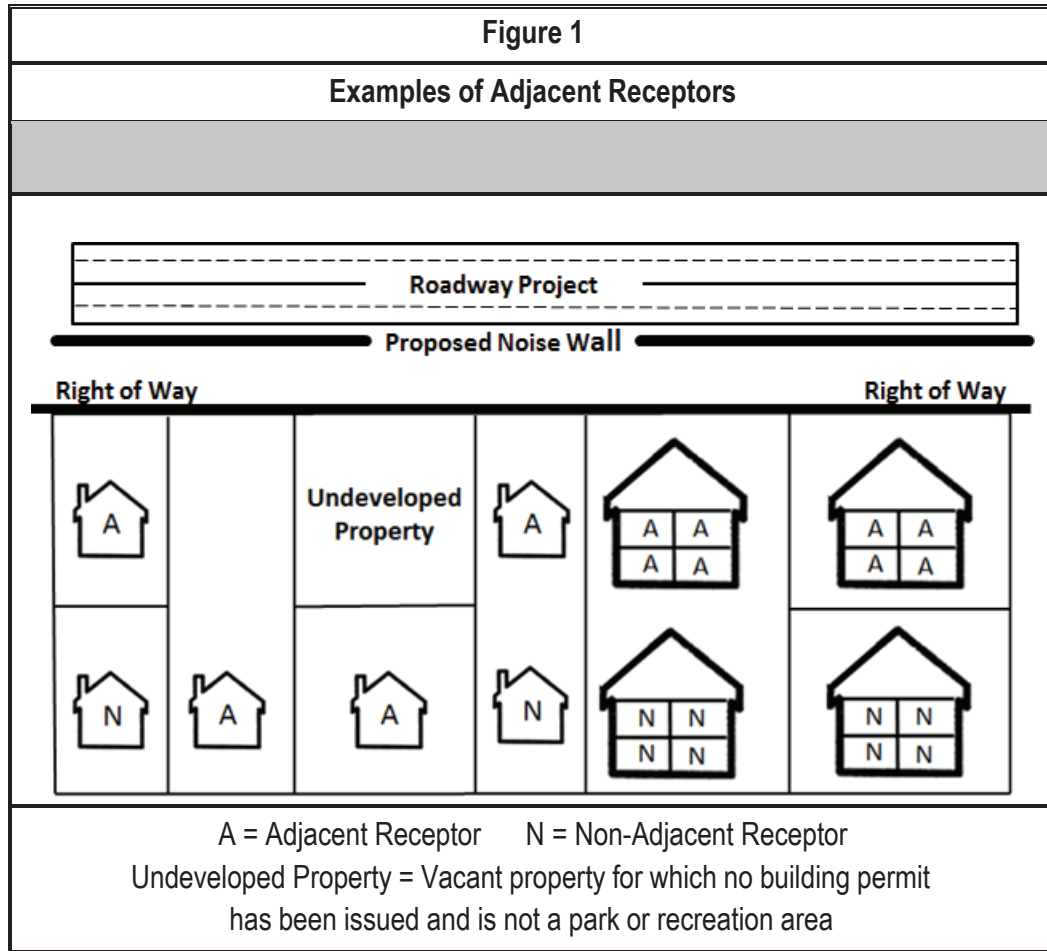 Figure 1
Examples of Adjacent Receptors
Roadway Project
Proposed Noise Wall
Right of Way Right of Way
Undeveloped
Property
A A A A A A
A A A A
N A A N N N N N
N N N N
A = Adjacent Receptor N = Non-Adjacent Receptor
Undeveloped Property = Vacant property for which no building permit
has been issued and is not a park or recreation area